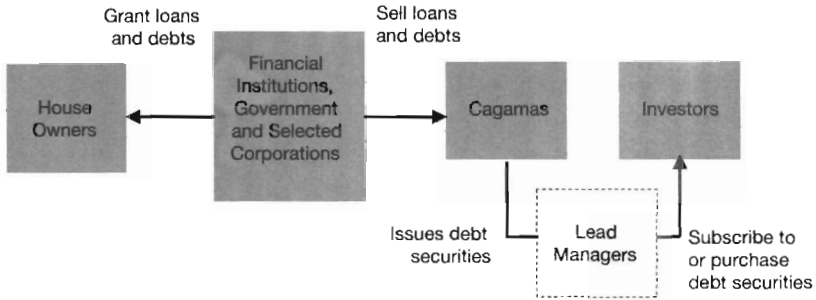 Grant loans
and debts
Sell loans
and debts
House
Owners
Financial
Institutions,
Government
and Selected
Corporations
Cagamas
Investors
Issues debt
securities
Lead
Managers
Subscribe to
or purchase
debt securities